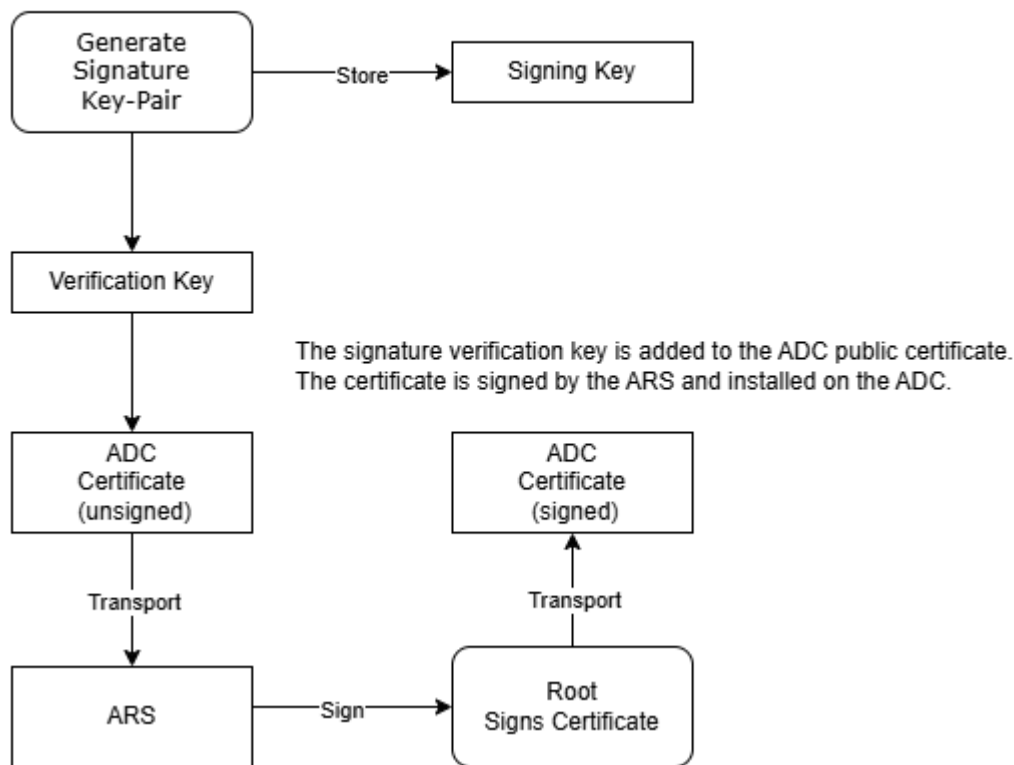 Generate
Signature
Key-Pair
Store
Signing Key
Verification Key
The signature verification key is added to the ADC public certificate.
The certificate is signed by the ARS and installed on the ADC.
ADC
Certificate
(unsigned)
ADC
Certificate
(signed)
Transport
Transport
ARS
Sign
Root
Signs Certificate